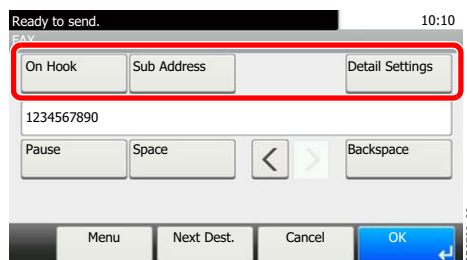 Ready to send. 10:10
FAX
On Hook Sub Address Detail Settings
1234567890
Pause Space < > Backspace
Menu Next Dest. Cancel OK